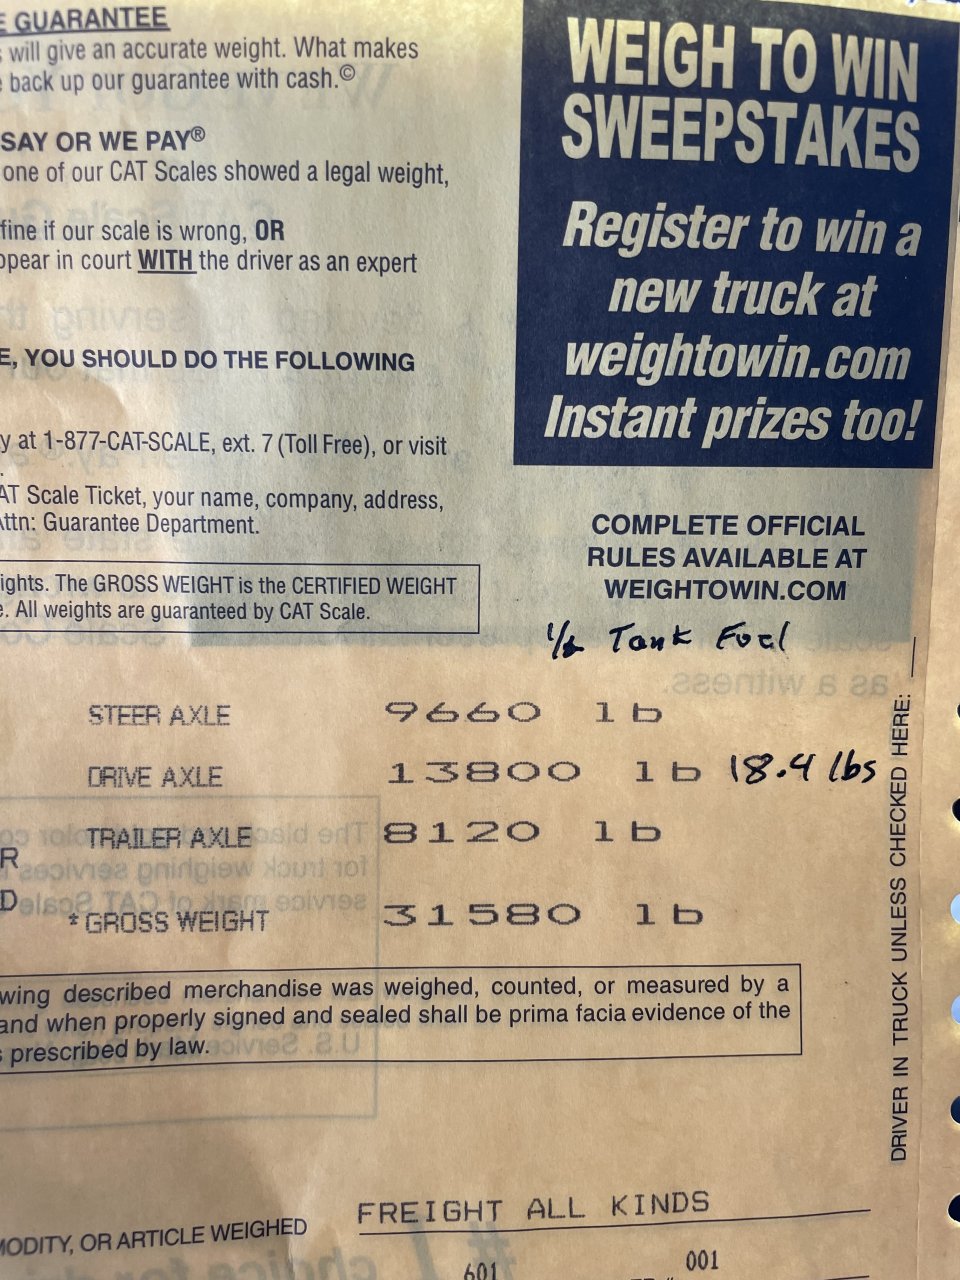 E GUARANTEE
s will give an accurate weight. What makes
e back up our guarantee with cash.©
SAY OR WE PAY®
one of our CAT Scales showed a legal weight,
fine if our scale is wrong, OR
ppear in court WITH the driver as an expert
E, YOU SHOULD DO THE FOLLOWING
y at 1-877-CAT-SCALE, ext. 7 (Toll Free), or visit
AT Scale Ticket, your name, company, address,
Attn: Guarantee Department.
ights. The GROSS WEIGHT is the CERTIFIED WEIGHT
e. All weights are guaranteed by CAT Scale.
WEIGH TO WIN
SWEEPSTAKES
Register to win a
new truck at
weightowin.com
Instant prizes too!
COMPLETE OFFICIAL
RULES AVAILABLE AT
WEIGHTOWIN.COM
1/2 Tank Fuel
STEER AXLE 9660 lb
DRIVE AXLE 13800 lb 18.4 lbs
TRAILER AXLE 8120 lb
R
D
*GROSS WEIGHT 31580 lb
wing described merchandise was weighed, counted, or measured by a
and when properly signed and sealed shall be prima facia evidence of the
s prescribed by law.
DRIVER IN TRUCK UNLESS CHECKED HERE:
FREIGHT ALL KINDS
MODITY, OR ARTICLE WEIGHED
601 001